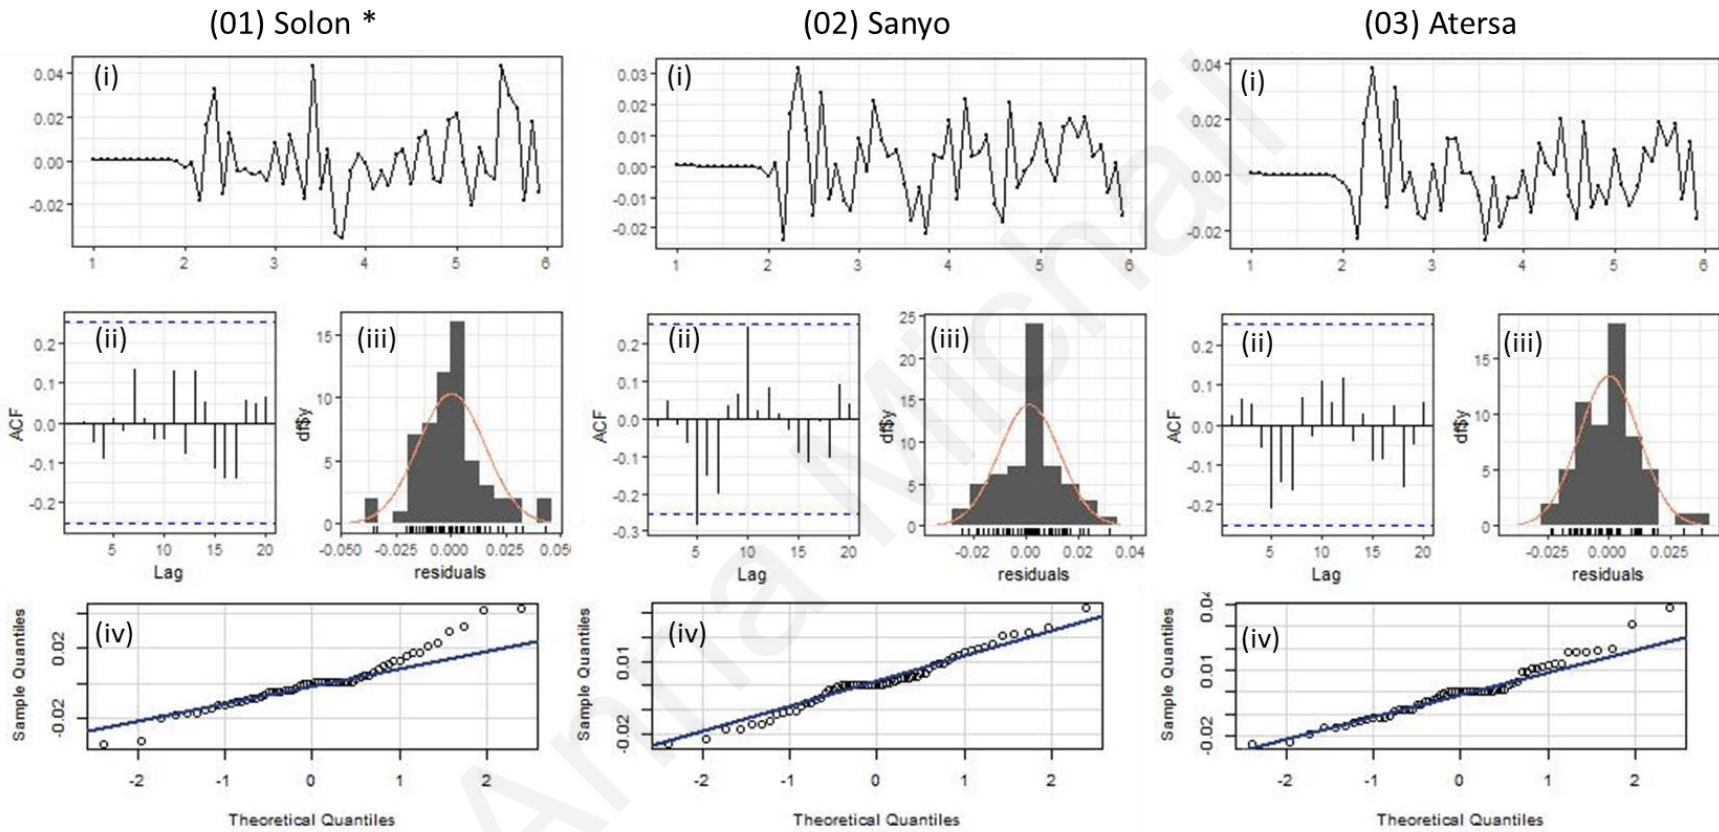 (01) Solon *
(02) Sanyo
(03) Atersa
(i)
0.04
0.02
0.00
-0.02
1 2 3 4 5 6
(i)
0.03
0.02
0.01
0.00
-0.01
-0.02
1 2 3 4 5 6
(i)
0.04
0.02
0.00
-0.02
1 2 3 4 5 6
(ii)
ACF
0.2
0.1
0.0
-0.1
-0.2
5 10 15 20
Lag
(iii)
df$y
15
10
5
0
-0.050 -0.025 0.000 0.025 0.05
residuals
(ii)
ACF
0.2
0.1
0.0
-0.1
-0.2
-0.3
5 10 15 20
Lag
(iii)
df$y
25
20
15
10
5
0
-0.02 0.00 0.02 0.04
residuals
(ii)
ACF
0.2
0.1
0.0
-0.1
-0.2
5 10 15 20
Lag
(iii)
df$y
15
10
5
0
-0.025 0.000 0.025
residuals
(iv)
Sample Quantiles
0.02
-0.02
-2 -1 0 1 2
Theoretical Quantiles
(iv)
Sample Quantiles
0.01
-0.02
-2 -1 0 1 2
Theoretical Quantiles
(iv)
Sample Quantiles
0.04
0.01
-0.02
-2 -1 0 1 2
Theoretical Quantiles
Anna Michail